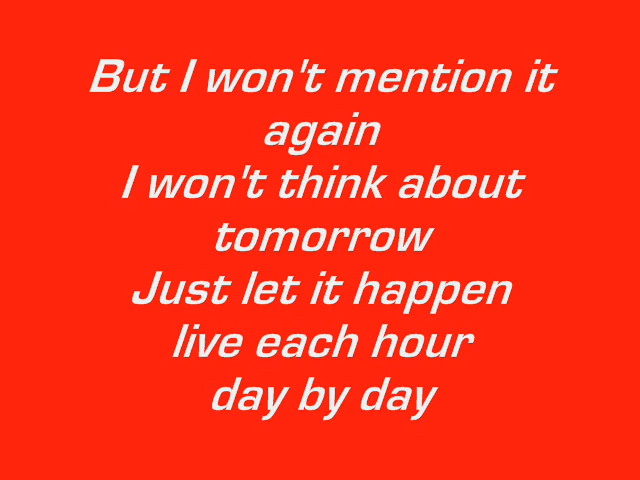 But I won't mention it
again
I won't think about
tomorrow
Just let it happen
live each hour
day by day